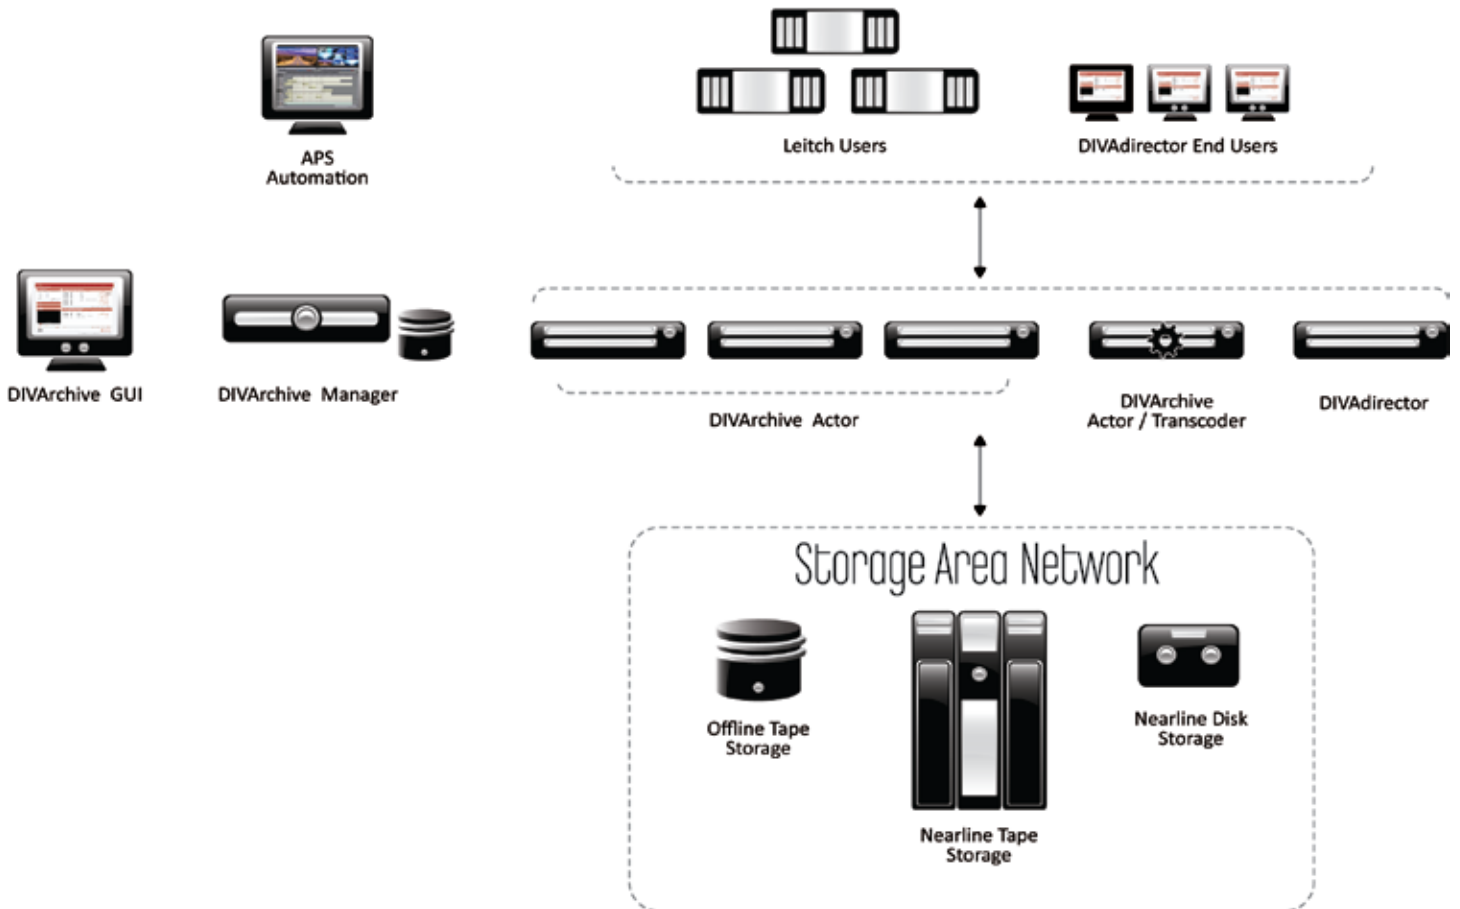 APS
Automation
Leitch Users
DIVAdirector End Users
DIVArchive GUI
DIVArchive Manager
DIVArchive Actor
DIVArchive
Actor / Transcoder
DIVAdirector
Storage Area Network
Offline Tape
Storage
Nearline Tape
Storage
Nearline Disk
Storage